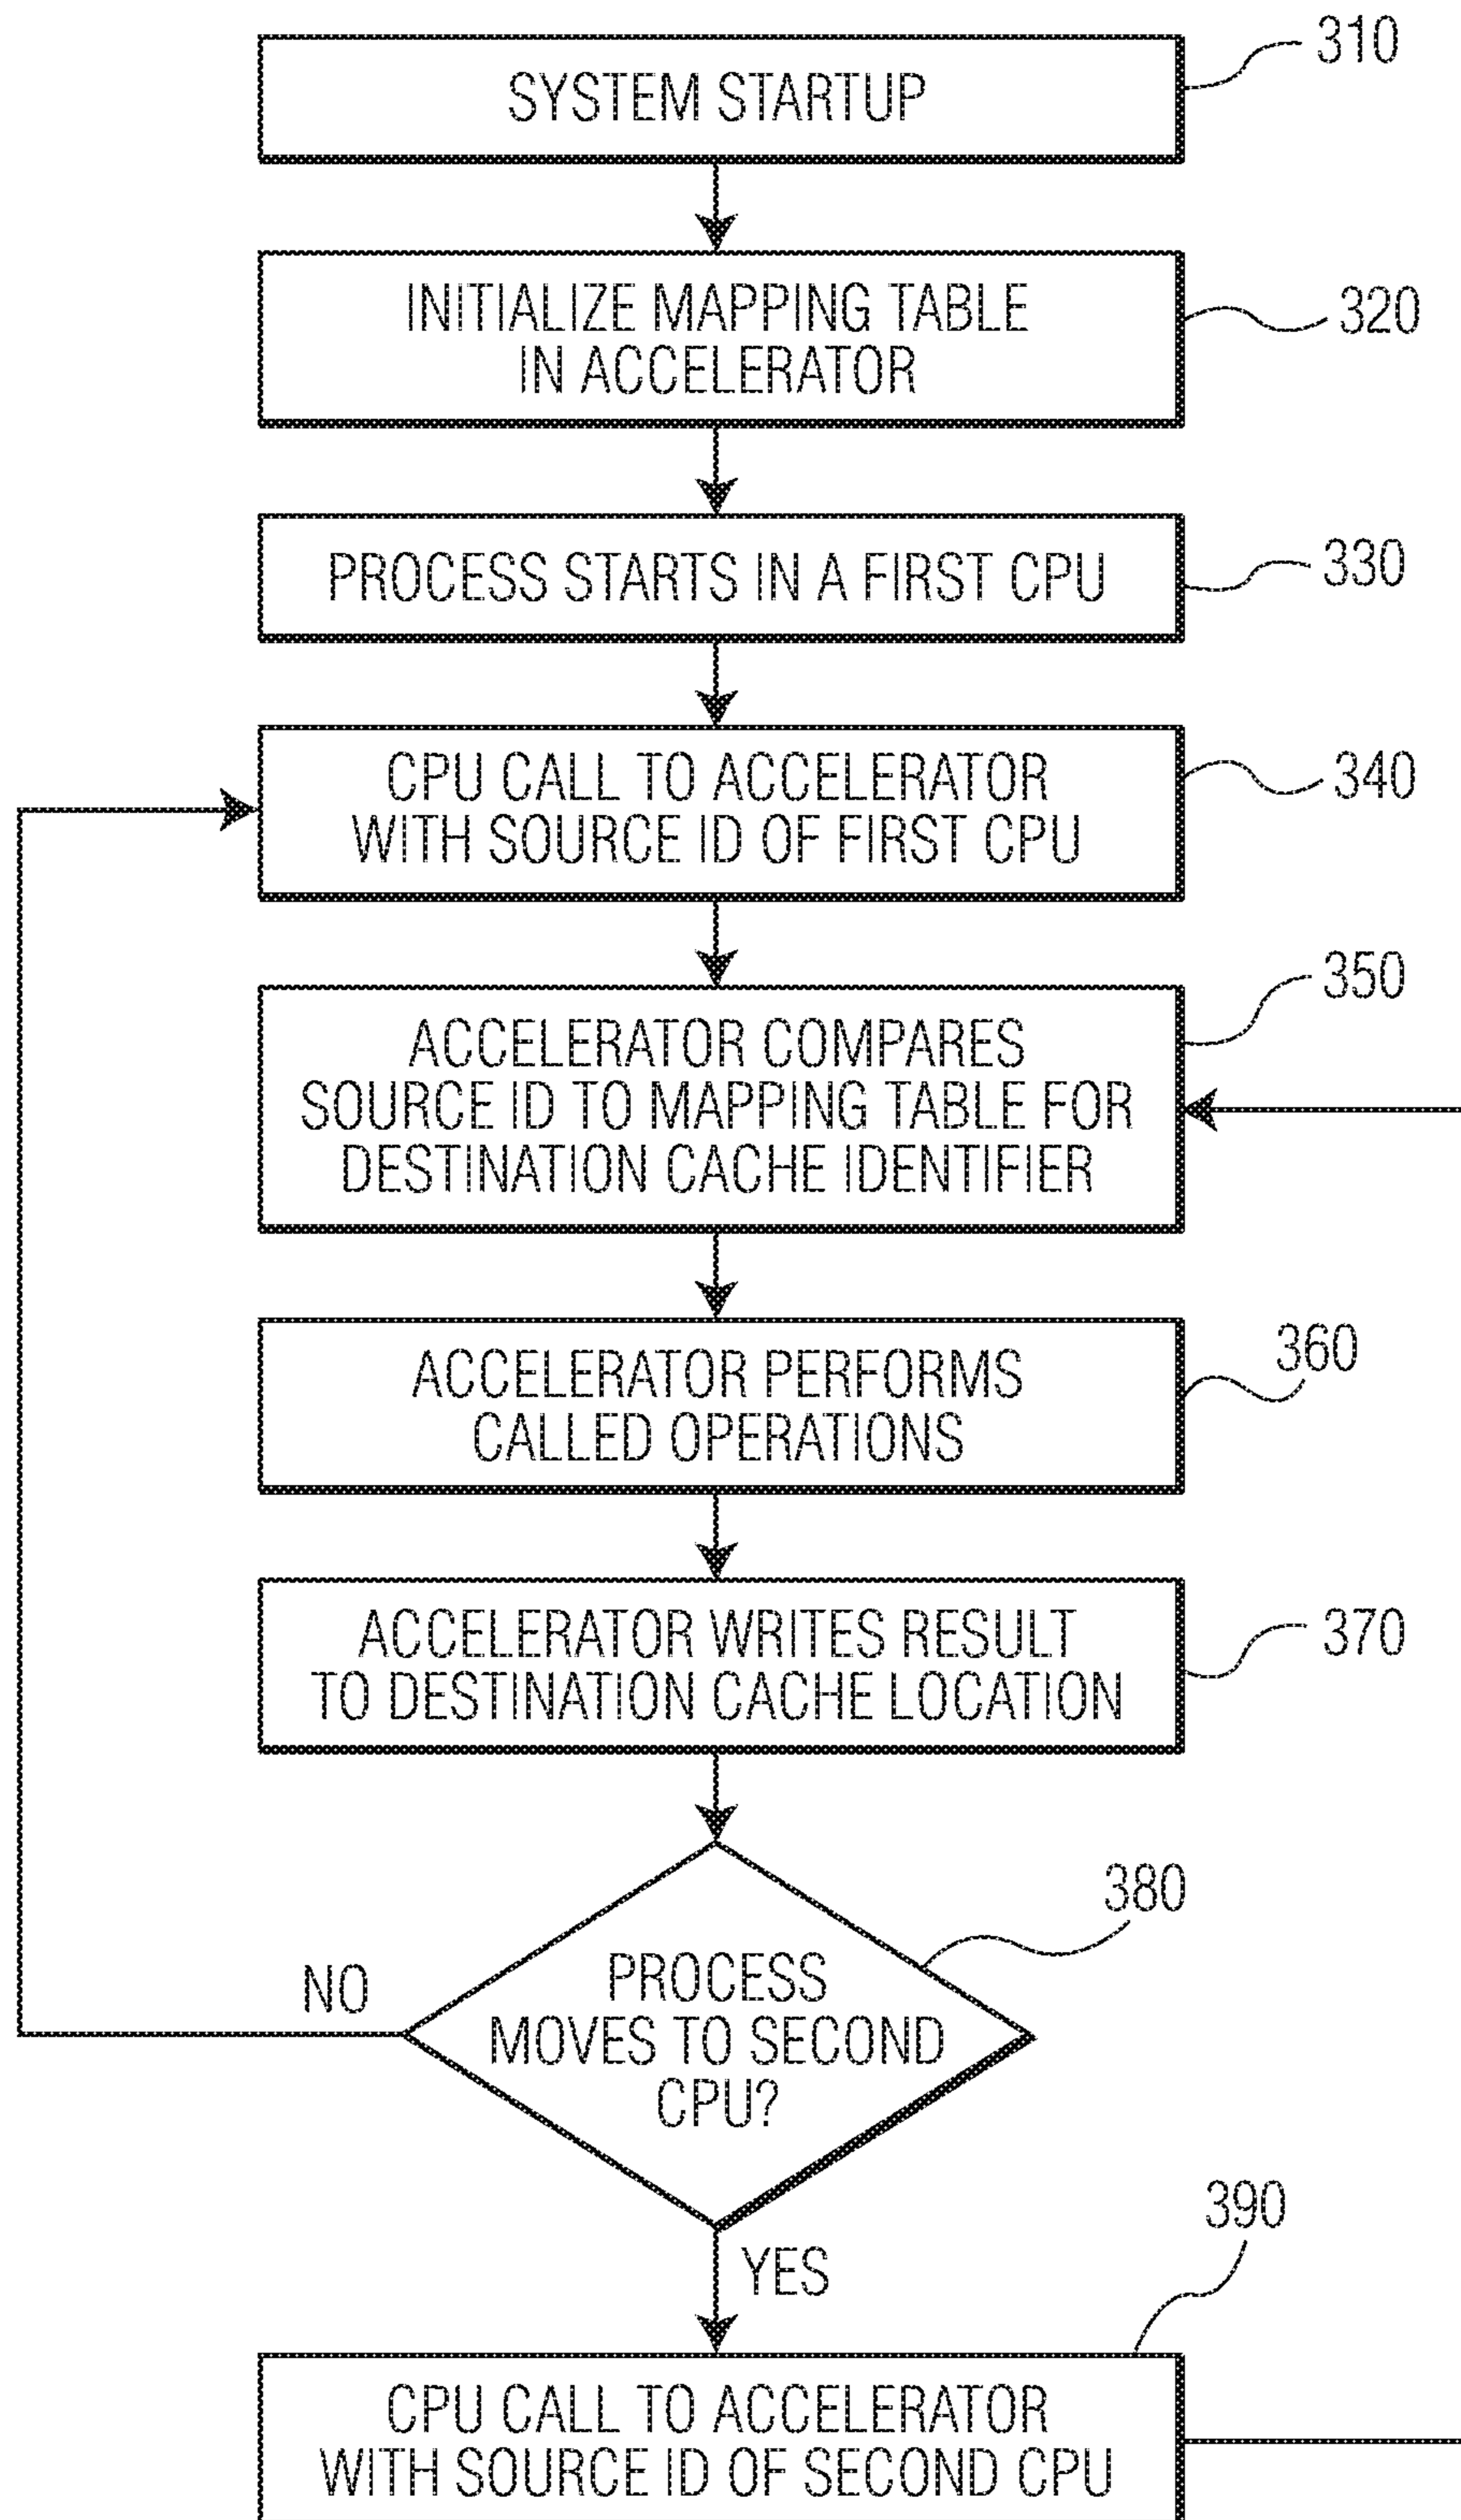 310
SYSTEM STARTUP
INITIALIZE MAPPING TABLE
IN ACCELERATOR
320
PROCESS STARTS IN A FIRST CPU
330
CPU CALL TO ACCELERATOR
WITH SOURCE ID OF FIRST CPU
340
350
ACCELERATOR COMPARES
SOURCE ID TO MAPPING TABLE FOR
DESTINATION CACHE IDENTIFIER
360
ACCELERATOR PERFORMS
CALLED OPERATIONS
ACCELERATOR WRITES RESULT
TO DESTINATION CACHE LOCATION
370
380
NO
PROCESS
MOVES TO SECOND
CPU?
390
YES
CPU CALL TO ACCELERATOR
WITH SOURCE ID OF SECOND CPU